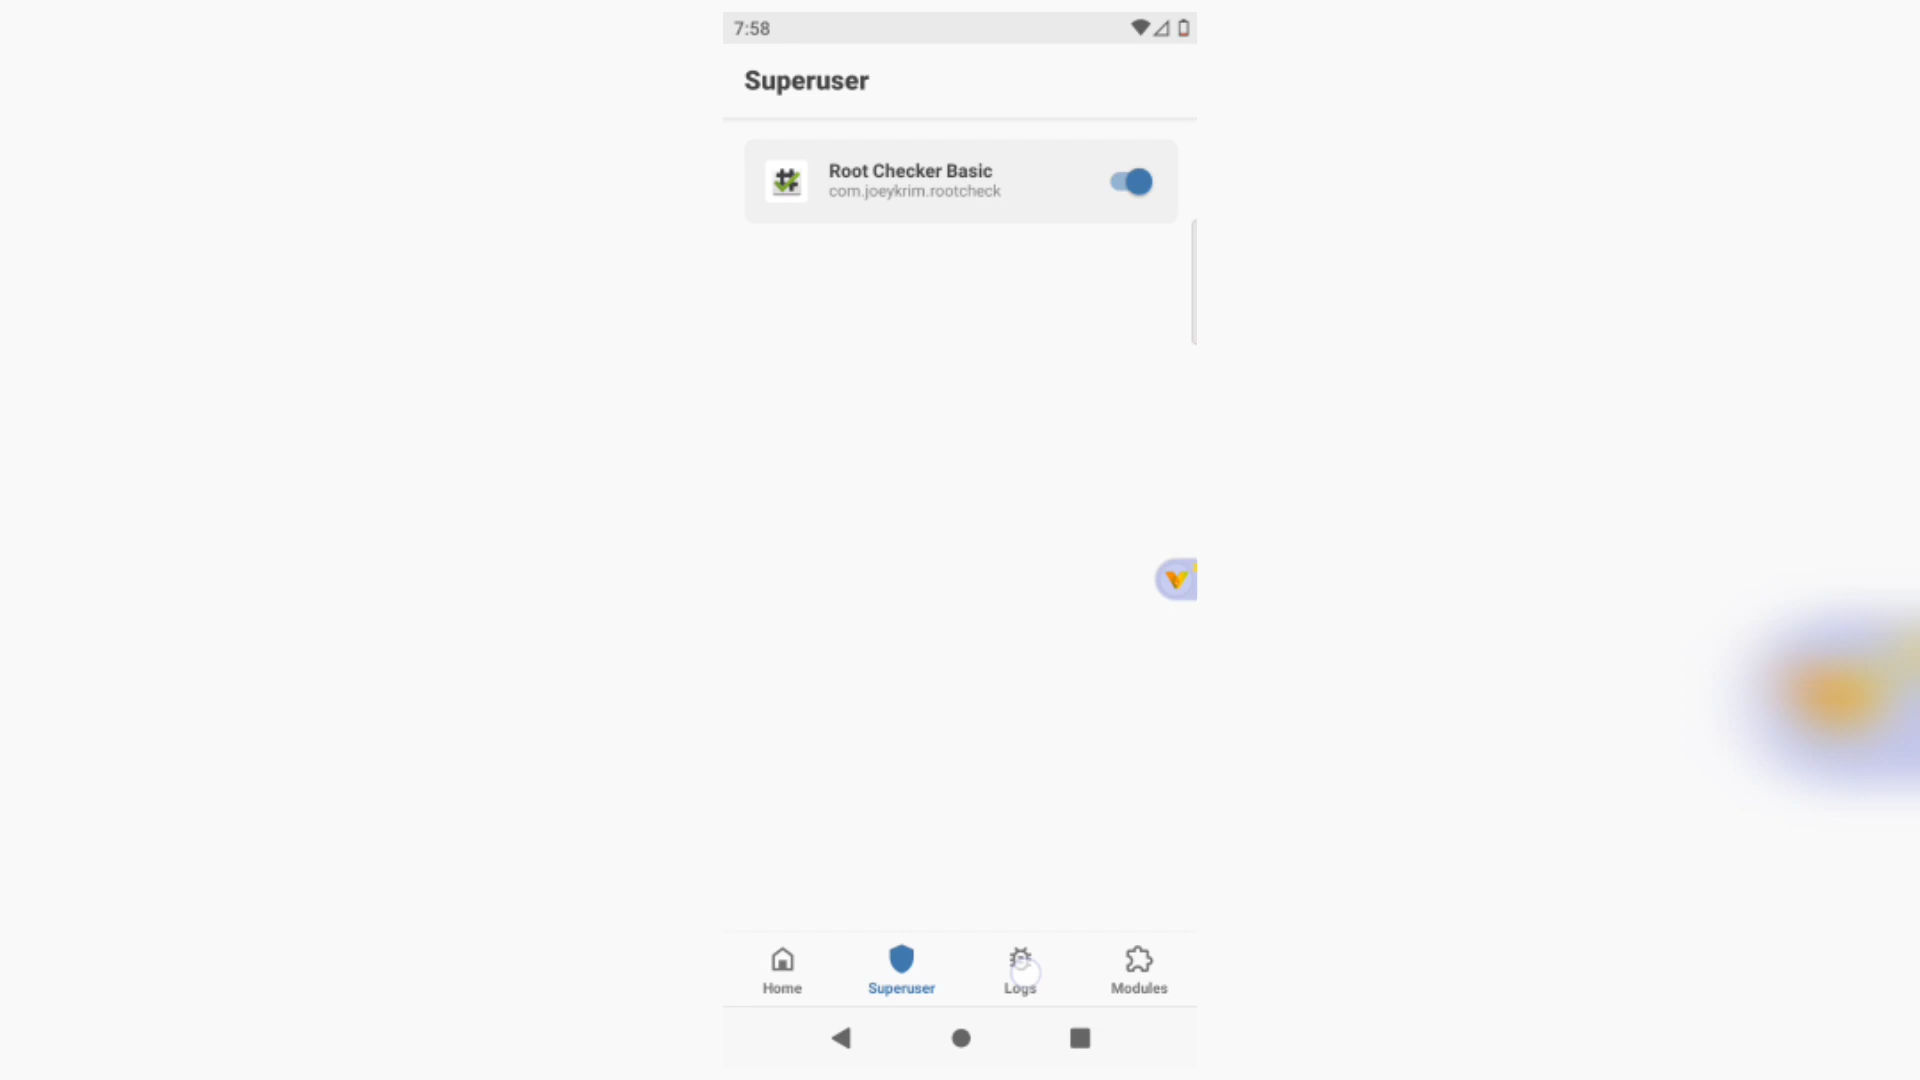 7:58
Superuser
Root Checker Basic
com.joeykrim.rootcheck
Home
Superuser
Logs
Modules